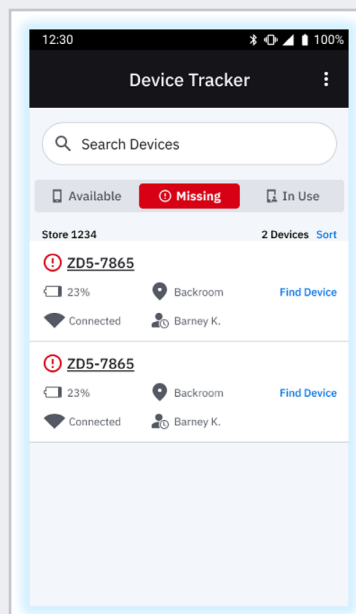 12:30 100%
Device Tracker
Search Devices
Available Missing In Use
Store 1234 2 Devices Sort
ZD5-7865
23% Backroom Find Device
Connected Barney K.
ZD5-7865
23% Backroom Find Device
Connected Barney K.